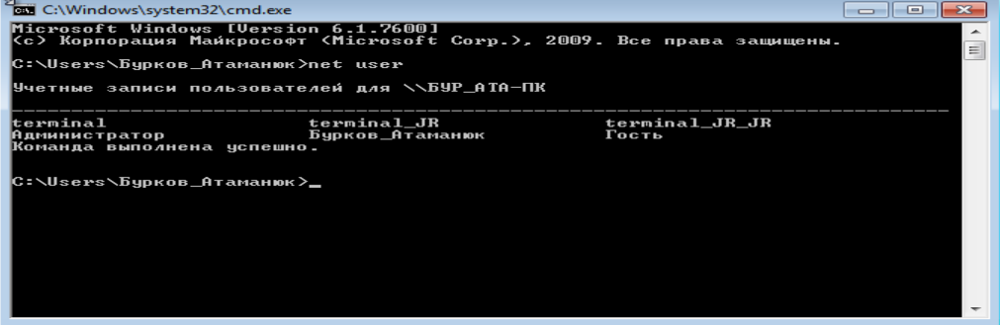 C:\Windows\system32\cmd.exe
Microsoft Windows [Version 6.1.7600]
(c) Корпорация Майкрософт (Microsoft Corp.), 2009. Все права защищены.
C:\Users\Бурков_Атаманюк>net user
Учетные записи пользователей для \\БУР_АТА-ПК
-------------------------------------------------------------------------------
terminal terminal_JR terminal_JR_JR
Администратор Бурков_Атаманюк Гость
Команда выполнена успешно.
C:\Users\Бурков_Атаманюк>_